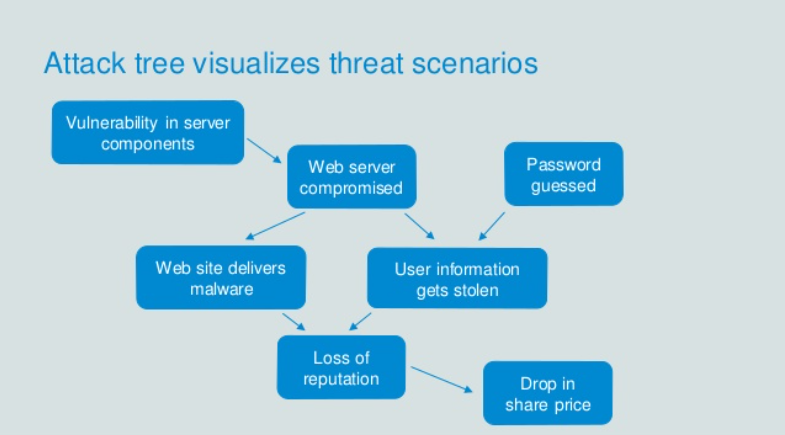 Attack tree visualizes threat scenarios
Vulnerability in server
components
Web server
compromised
Password
guessed
Web site delivers
malware
User information
gets stolen
Loss of
reputation
Drop in
share price